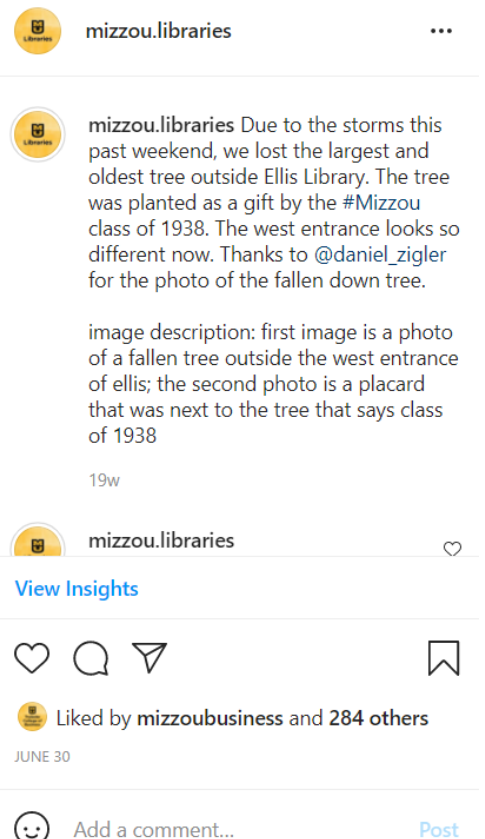 mizzou.libraries
Libraries
Libraries
mizzou.libraries Due to the storms this
past weekend, we lost the largest and
oldest tree outside Ellis Library. The tree
was planted as a gift by the #Mizzou
class of 1938. The west entrance looks so
different now. Thanks to @daniel_zigler
for the photo of the fallen down tree.
image description: first image is a photo
of a fallen tree outside the west entrance
of ellis; the second photo is a placard
that was next to the tree that says class
of 1938
19w
mizzou.libraries
View Insights
Liked by mizzoubusiness and 284 others
JUNE 30
Add a comment... Post